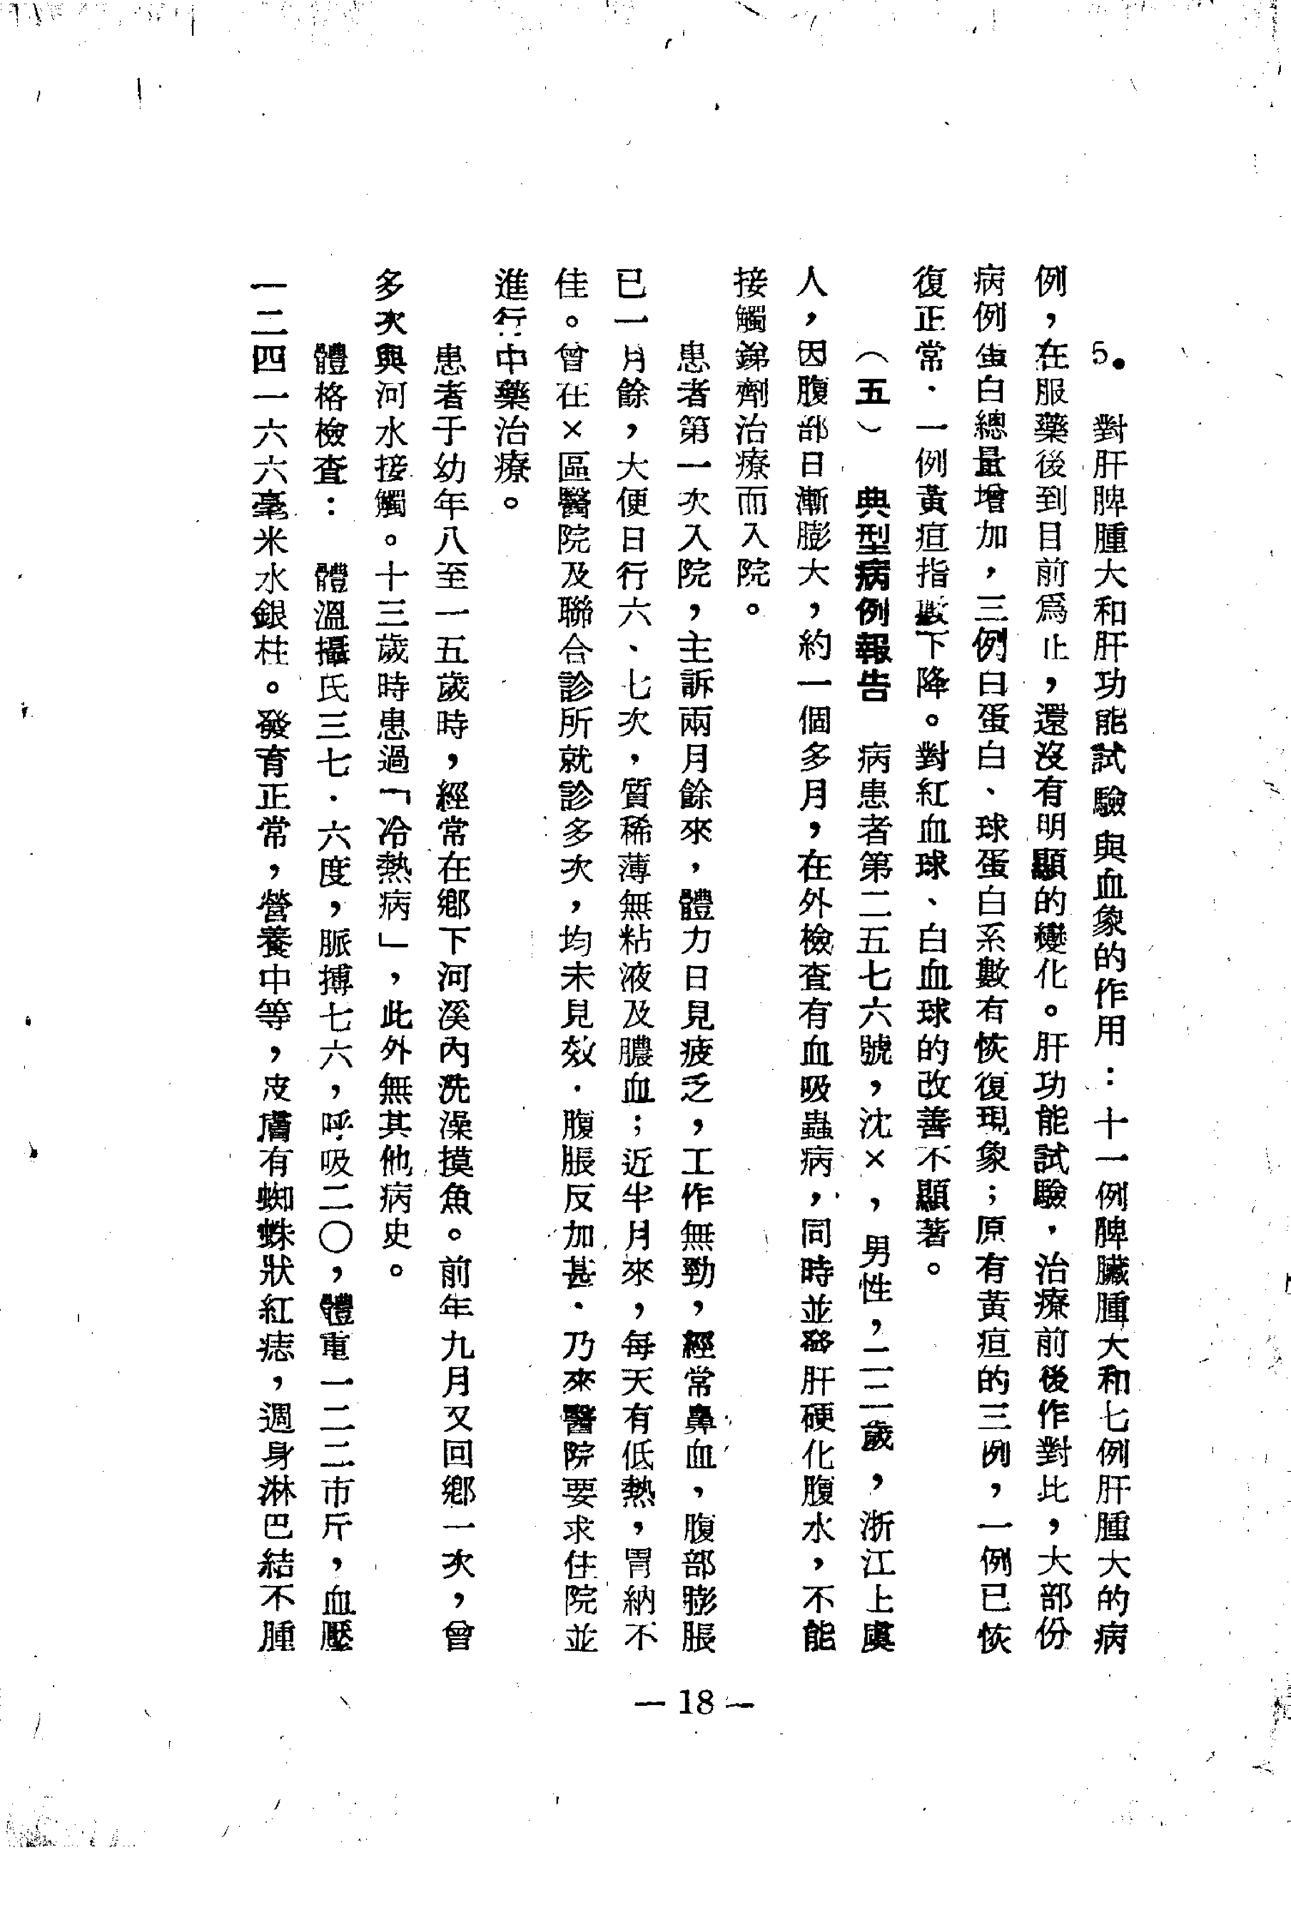 5. 對肝脾腫大和肝功能試驗與血象的作用：十一例脾臟腫大和七例肝腫大的病
例，在服藥後到目前爲止，還沒有明顯的變化。肝功能試驗，治療前後作對比，大部份
病例蛋白總量增加，三例白蛋白、球蛋白系數有恢復現象；原有黃疸的三例，一例已恢
復正常．一例黃疸指數下降。對紅血球、白血球的改善不顯著。
（五） 典型病例報告 病患者第二五七六號，沈×，男性，二二歲，浙江上虞
人，因腹部日漸膨大，約一個多月，在外檢查有血吸蟲病，同時並發肝硬化腹水，不能
接觸銻劑治療而入院。
患者第一次入院，主訴兩月餘來，體力日見疲乏，工作無勁，經常鼻血，腹部膨脹
已一月餘，大便日行六、七次，質稀薄無粘液及膿血；近半月來，每天有低熱，胃納不
佳。曾在×區醫院及聯合診所就診多次，均未見效．腹脹反加甚．乃來醫院要求住院並
進行中藥治療。
患者于幼年八至一五歲時，經常在鄉下河溪內洗澡摸魚。前年九月又回鄉一次，曾
多次與河水接觸。十三歲時患過「冷熱病」，此外無其他病史。
體格檢查： 體溫攝氏三七．六度，脈搏七六，呼吸二〇，體重一二二市斤，血壓
一二四一六六毫米水銀柱。發育正常，營養中等，皮膚有蜘蛛狀紅痣，週身淋巴結不腫
— 18 —